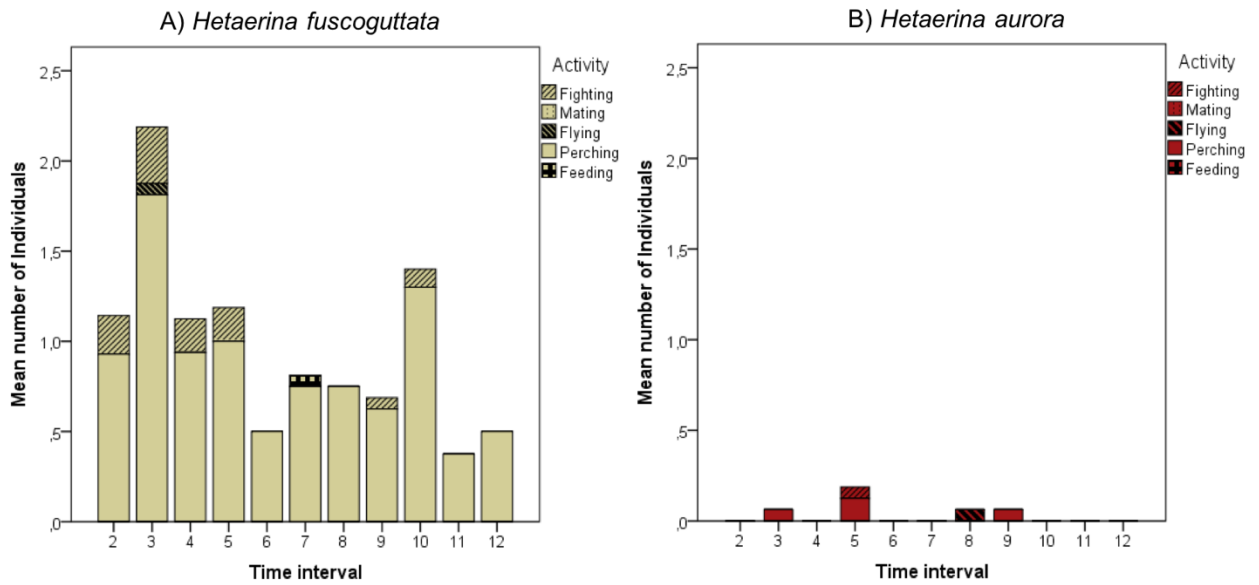 A) Hetaerina fuscoguttata
2,5
2,0
1,5
1,0
,5
,0
Mean number of Individuals
2 3 4 5 6 7 8 9 10 11 12
Time interval
Activity
Fighting
Mating
Flying
Perching
Feeding
B) Hetaerina aurora
2,5
2,0
1,5
1,0
,5
,0
Mean number of Individuals
2 3 4 5 6 7 8 9 10 11 12
Time interval
Activity
Fighting
Mating
Flying
Perching
Feeding